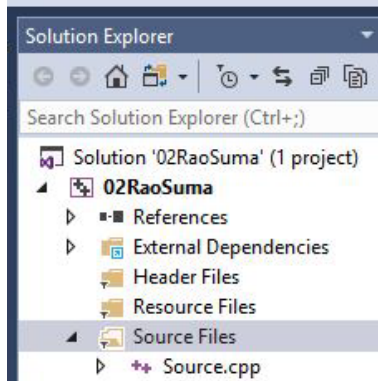 Solution Explorer
Search Solution Explorer (Ctrl+;)
Solution '02RaoSuma' (1 project)
02RaoSuma
References
External Dependencies
Header Files
Resource Files
Source Files
Source.cpp